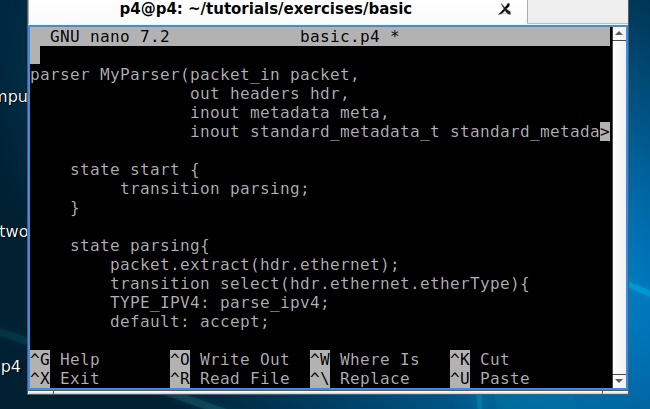 p4@p4: ~/tutorials/exercises/basic
GNU nano 7.2 basic.p4 *
parser MyParser(packet_in packet,
out headers hdr,
inout metadata meta,
inout standard_metadata_t standard_metada>
state start {
transition parsing;
}
state parsing{
packet.extract(hdr.ethernet);
transition select(hdr.ethernet.etherType){
TYPE_IPV4: parse_ipv4;
default: accept;
^G Help ^O Write Out ^W Where Is ^K Cut
^X Exit ^R Read File ^\ Replace ^U Paste
mpu
two
p4